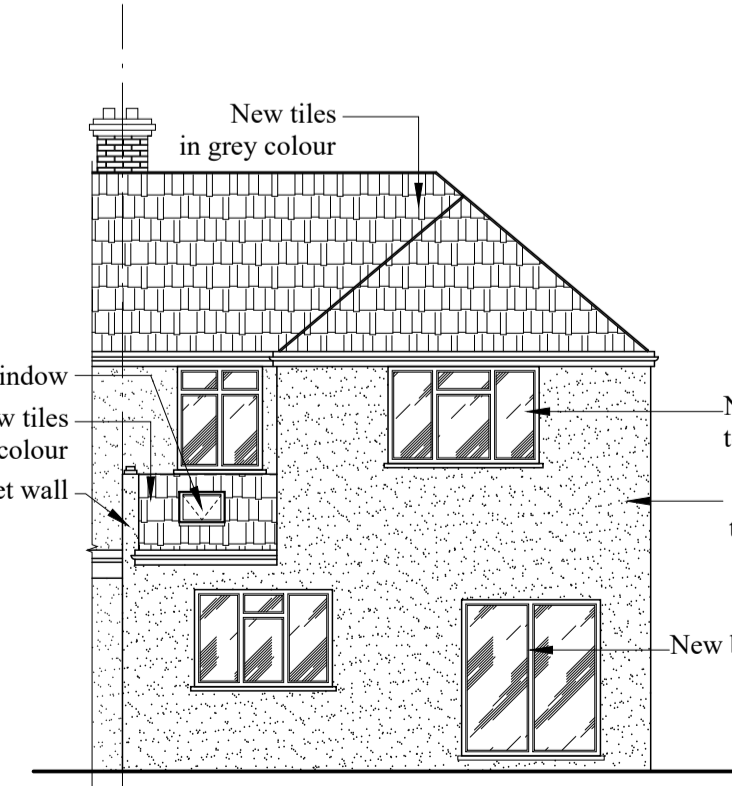 New tiles
in grey colour
indow
w tiles
colour
et wall
N
t
t
New b